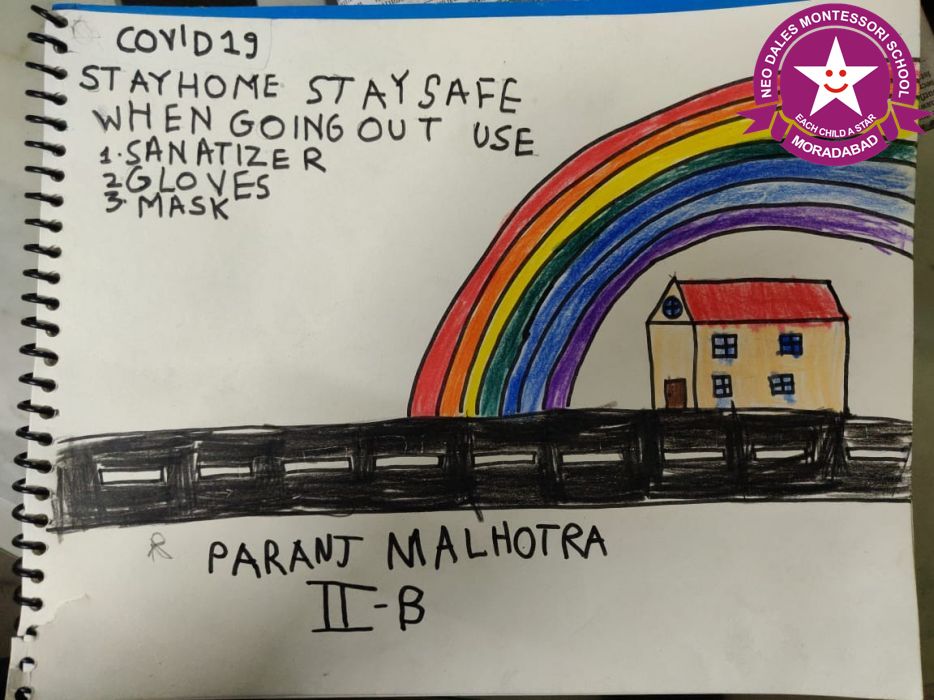 COVID19
STAYHOME STAYSAFE
WHEN GOING OUT USE
1. SANATIZER
2 GLOVES
3. MASK
NEO DALES MONTESSORI SCHOOL
EACH CHILD A STAR
MORADABAD
PARANJ MALHOTRA
II-B